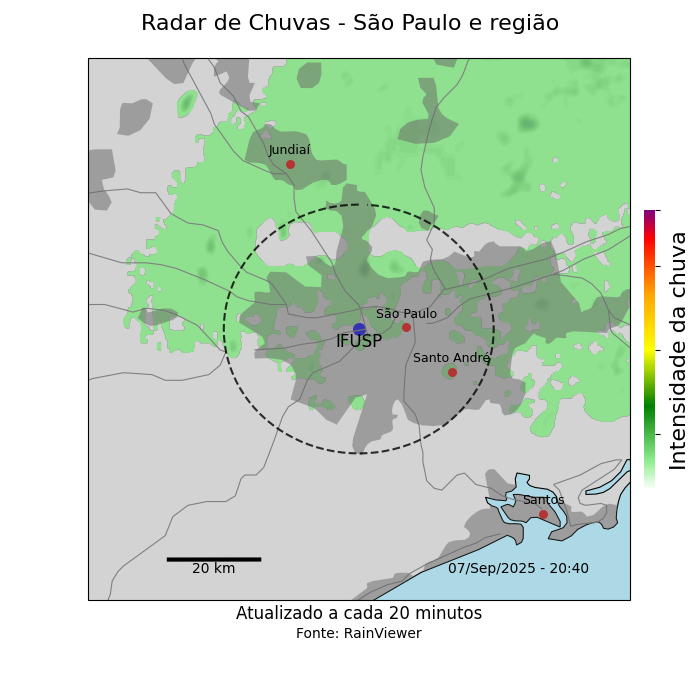 Radar de Chuvas - São Paulo e região
Jundiaí
São Paulo
IFUSP
Santo André
Santos
20 km
07/Sep/2025 - 20:40
Intensidade da chuva
Atualizado a cada 20 minutos
Fonte: RainViewer